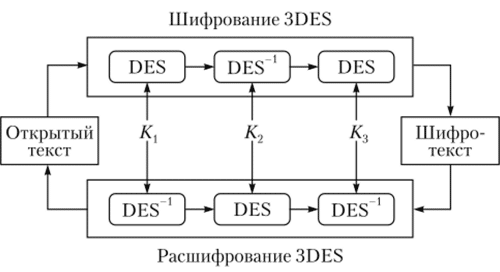 Шифрование 3DES
DES DES⁻¹ DES
Открытый
текст
K₁ K₂ K₃
Шифро-
текст
DES⁻¹ DES DES⁻¹
Расшифрование 3DES